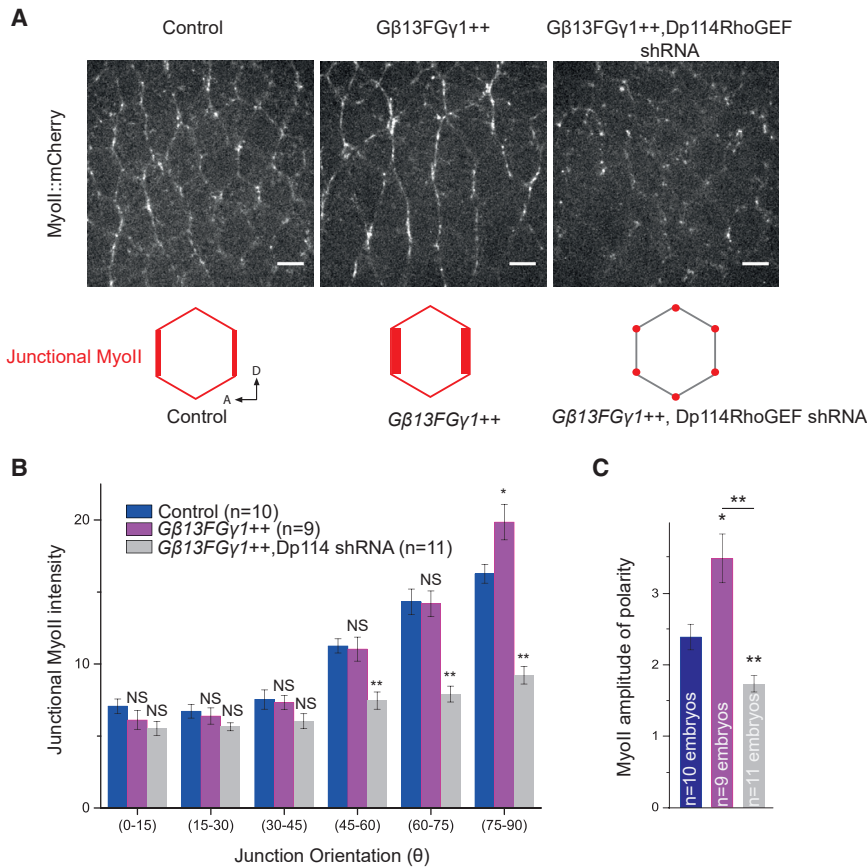 A
Control
Gβ13FGγ1++
Gβ13FGγ1++,Dp114RhoGEF
shRNA
MyoII::mCherry
Junctional MyoII
D
A
Control
Gβ13FGγ1++
Gβ13FGγ1++, Dp114RhoGEF shRNA
B
Junctional MyoII intensity
20
10
0
Control (n=10)
Gβ13FGγ1++ (n=9)
Gβ13FGγ1++,Dp114 shRNA (n=11)
NS NS
NS NS
NS NS
NS **
NS **
* **
(0-15) (15-30) (30-45) (45-60) (60-75) (75-90)
Junction Orientation (θ)
C
MyoII amplitude of polarity
3
2
1
0
**
*
**
n=10 embryos
n=9 embryos
n=11 embryos